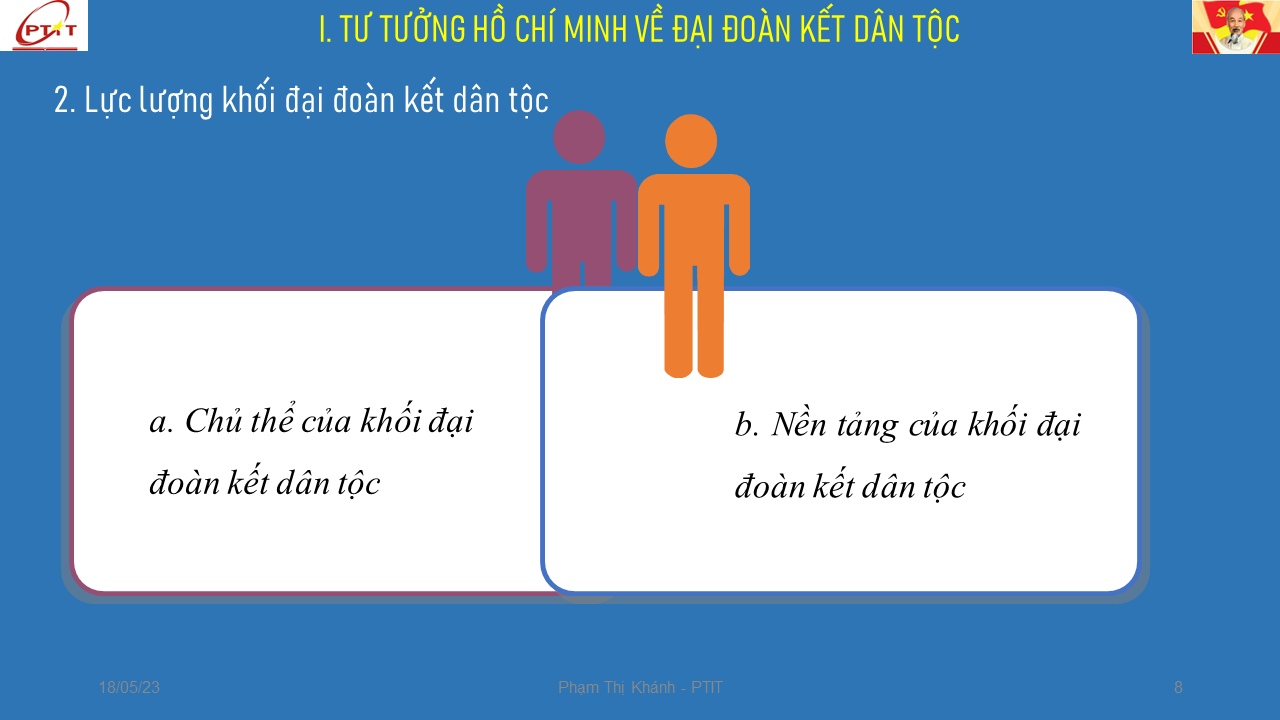 PTIT
I. TƯ TƯỞNG HỒ CHÍ MINH VỀ ĐẠI ĐOÀN KẾT DÂN TỘC
2. Lực lượng khối đại đoàn kết dân tộc
a. Chủ thể của khối đại
đoàn kết dân tộc
b. Nền tảng của khối đại
đoàn kết dân tộc
18/05/23
Phạm Thị Khánh - PTIT
8